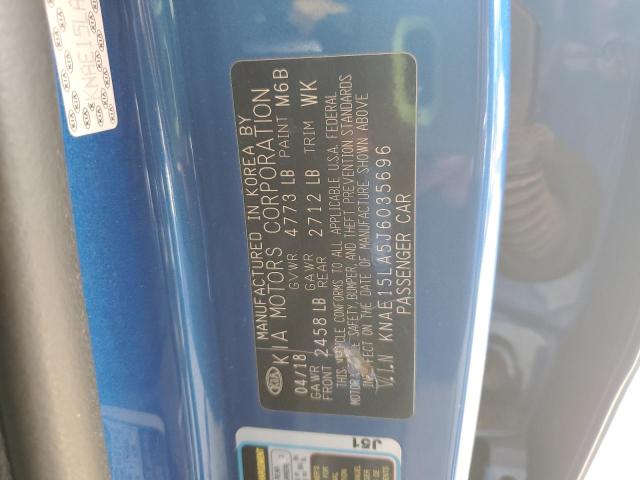 KNAE15LA
KIA
MANUFACTURED IN KOREA BY
KIA MOTORS CORPORATION
04/18 GVWR 4773 LB PAINT M6B
GAWR FRONT 2458 LB GAWR REAR 2712 LB TRIM WK
THIS VEHICLE CONFORMS TO ALL APPLICABLE U.S.A. FEDERAL
MOTOR VEHICLE SAFETY, BUMPER, AND THEFT PREVENTION STANDARDS
IN EFFECT ON THE DATE OF MANUFACTURE SHOWN ABOVE
V.I.N KNAE15LA5J6035696
PASSENGER CAR
J51